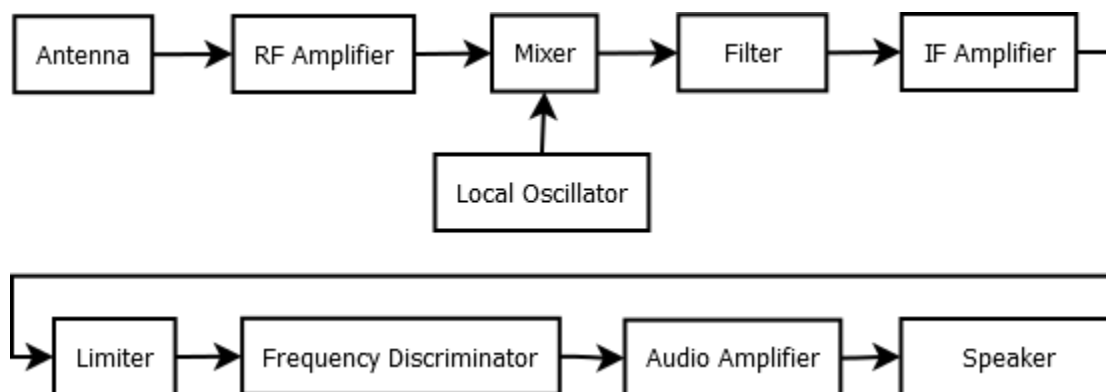 Antenna
RF Amplifier
Mixer
Filter
IF Amplifier
Local Oscillator
Limiter
Frequency Discriminator
Audio Amplifier
Speaker